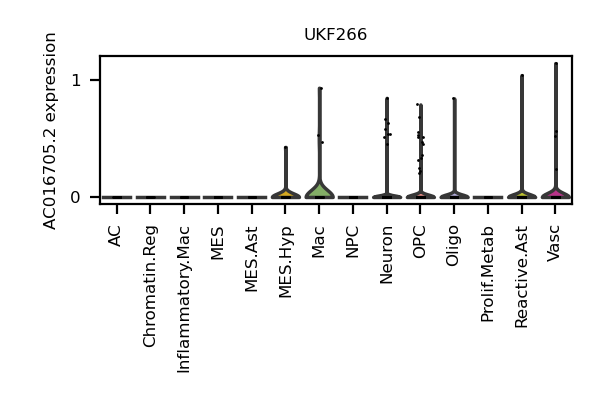 UKF266
AC016705.2 expression
1
0
AC
Chromatin.Reg
Inflammatory.Mac
MES
MES.Ast
MES.Hyp
Mac
NPC
Neuron
OPC
Oligo
Prolif.Metab
Reactive.Ast
Vasc